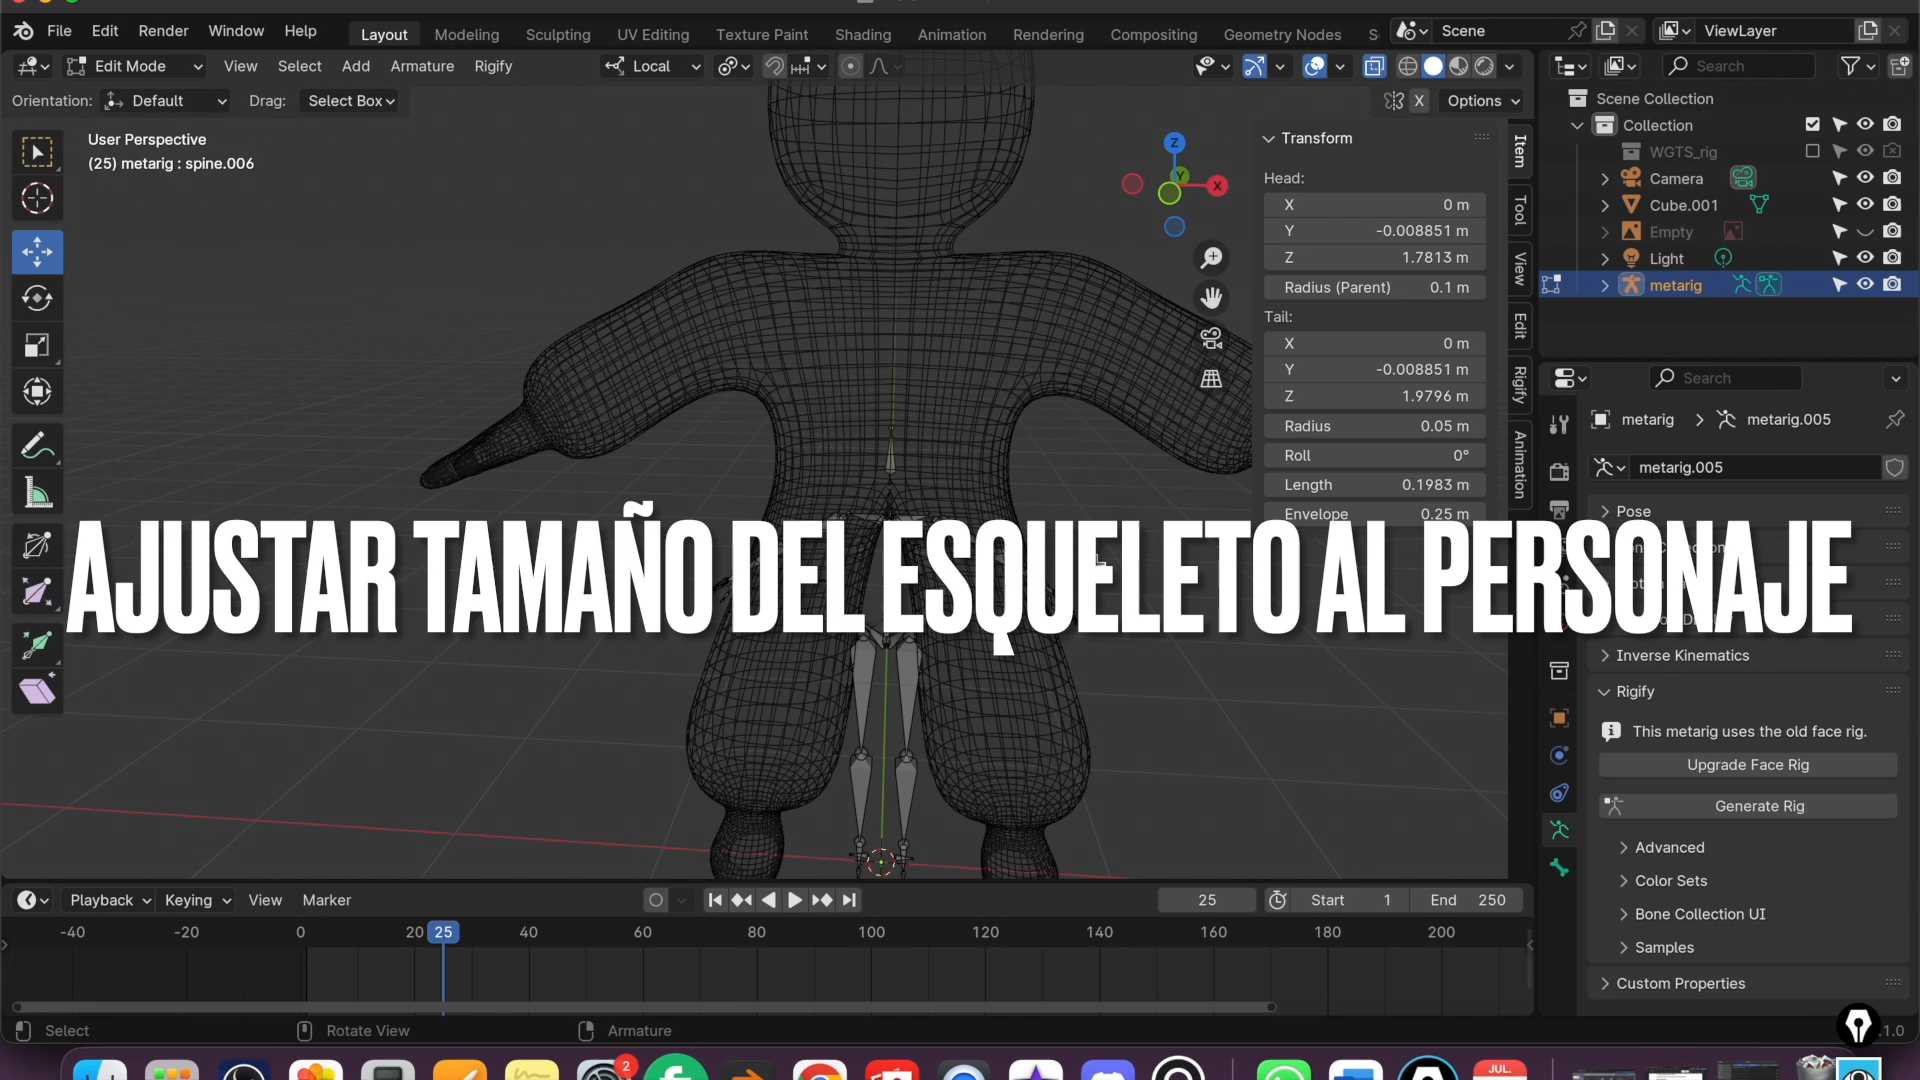 File Edit Render Window Help Layout Modeling Sculpting UV Editing Texture Paint Shading Animation Rendering Compositing Geometry Nodes S Scene ViewLayer
Edit Mode View Select Add Armature Rigify Local Search
Orientation: Default Drag: Select Box X Options
User Perspective
(25) metarig : spine.006
Z
Y
X
Transform
Head:
X 0 m
Y -0.008851 m
Z 1.7813 m
Radius (Parent) 0.1 m
Tail:
X 0 m
Y -0.008851 m
Z 1.9796 m
Radius 0.05 m
Roll 0°
Length 0.1983 m
Envelope 0.25 m
Item
Tool
View
Edit
Rigify
Animation
Scene Collection
Collection
WGTS_rig
Camera
Cube.001
Empty
Light
metarig
Search
metarig metarig.005
metarig.005
Pose
AJUSTAR TAMAÑO DEL ESQUELETO AL PERSONAJE
Inverse Kinematics
Rigify
This metarig uses the old face rig.
Upgrade Face Rig
Generate Rig
Advanced
Color Sets
Bone Collection UI
Samples
Custom Properties
Playback Keying View Marker 25 Start 1 End 250
-40 -20 0 20 25 40 60 80 100 120 140 160 180 200
Select Rotate View Armature .1.0
2
JUL.